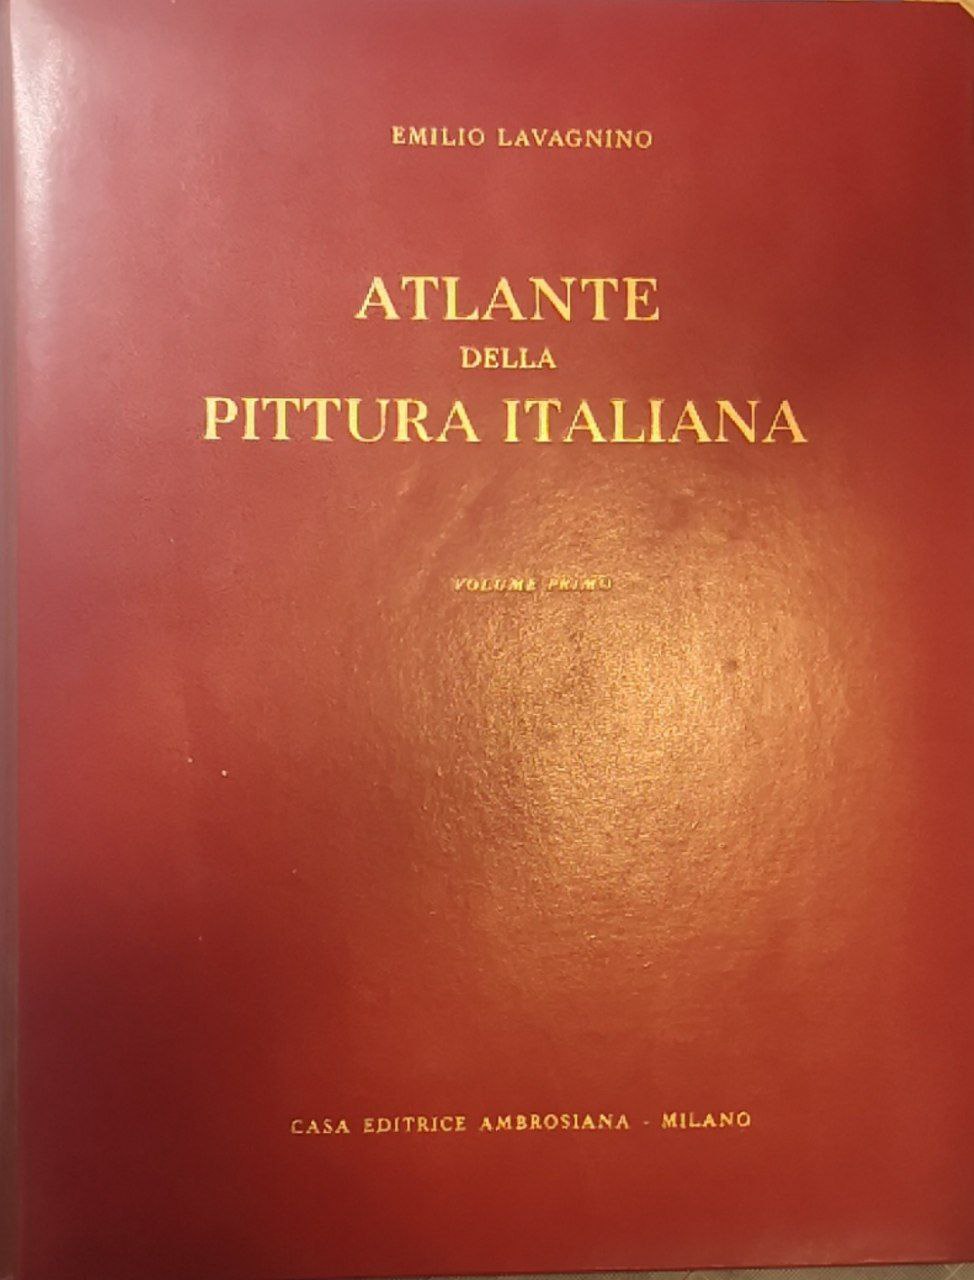 EMILIO LAVAGNINO
ATLANTE
DELLA
PITTURA ITALIANA
VOLUME PRIMO
CASA EDITRICE AMBROSIANA - MILANO